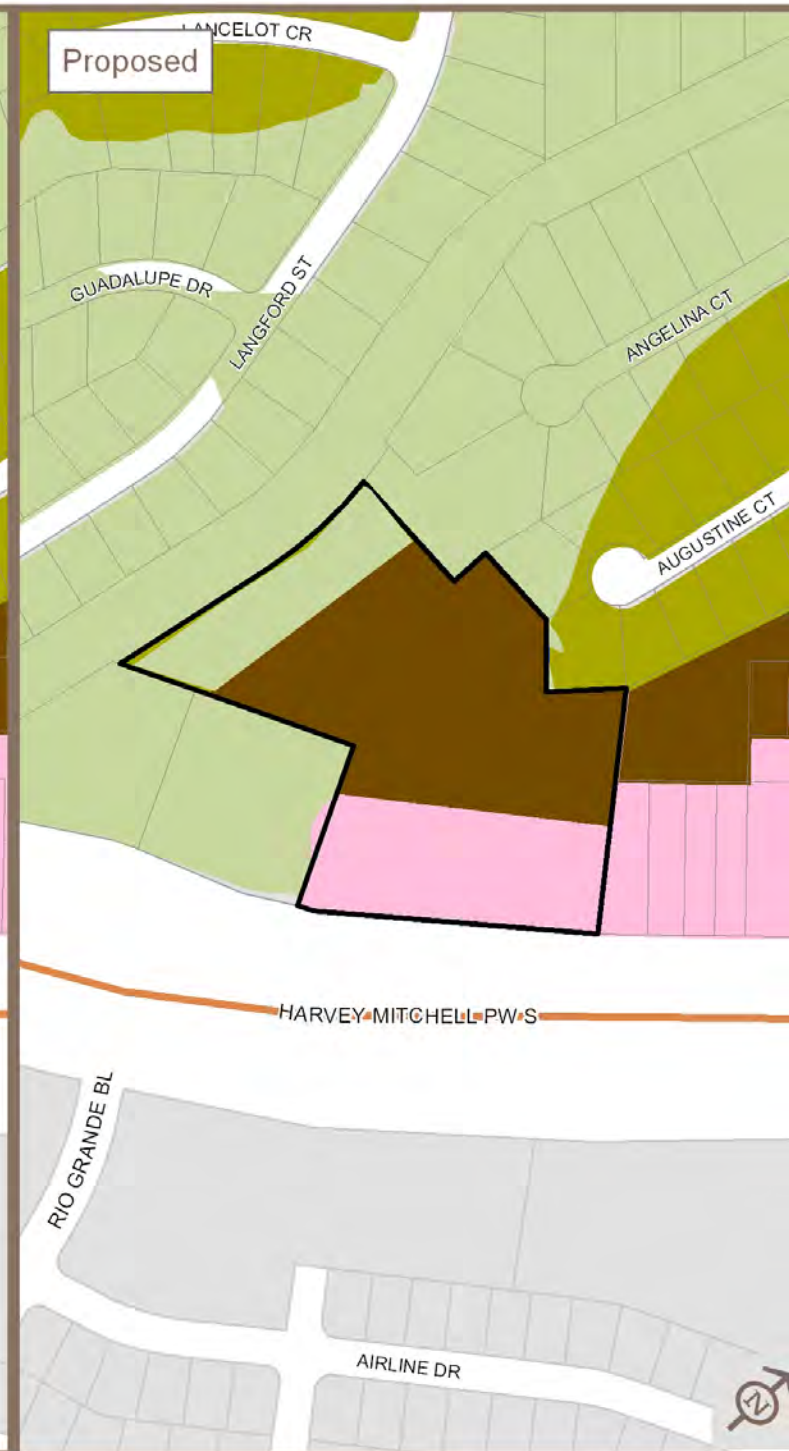 LANCELOT CR
Proposed
GUADALUPE DR
LANGFORD ST
ANGELINA CT
AUGUSTINE CT
HARVEY MITCHELL PW S
RIO GRANDE BL
AIRLINE DR
N